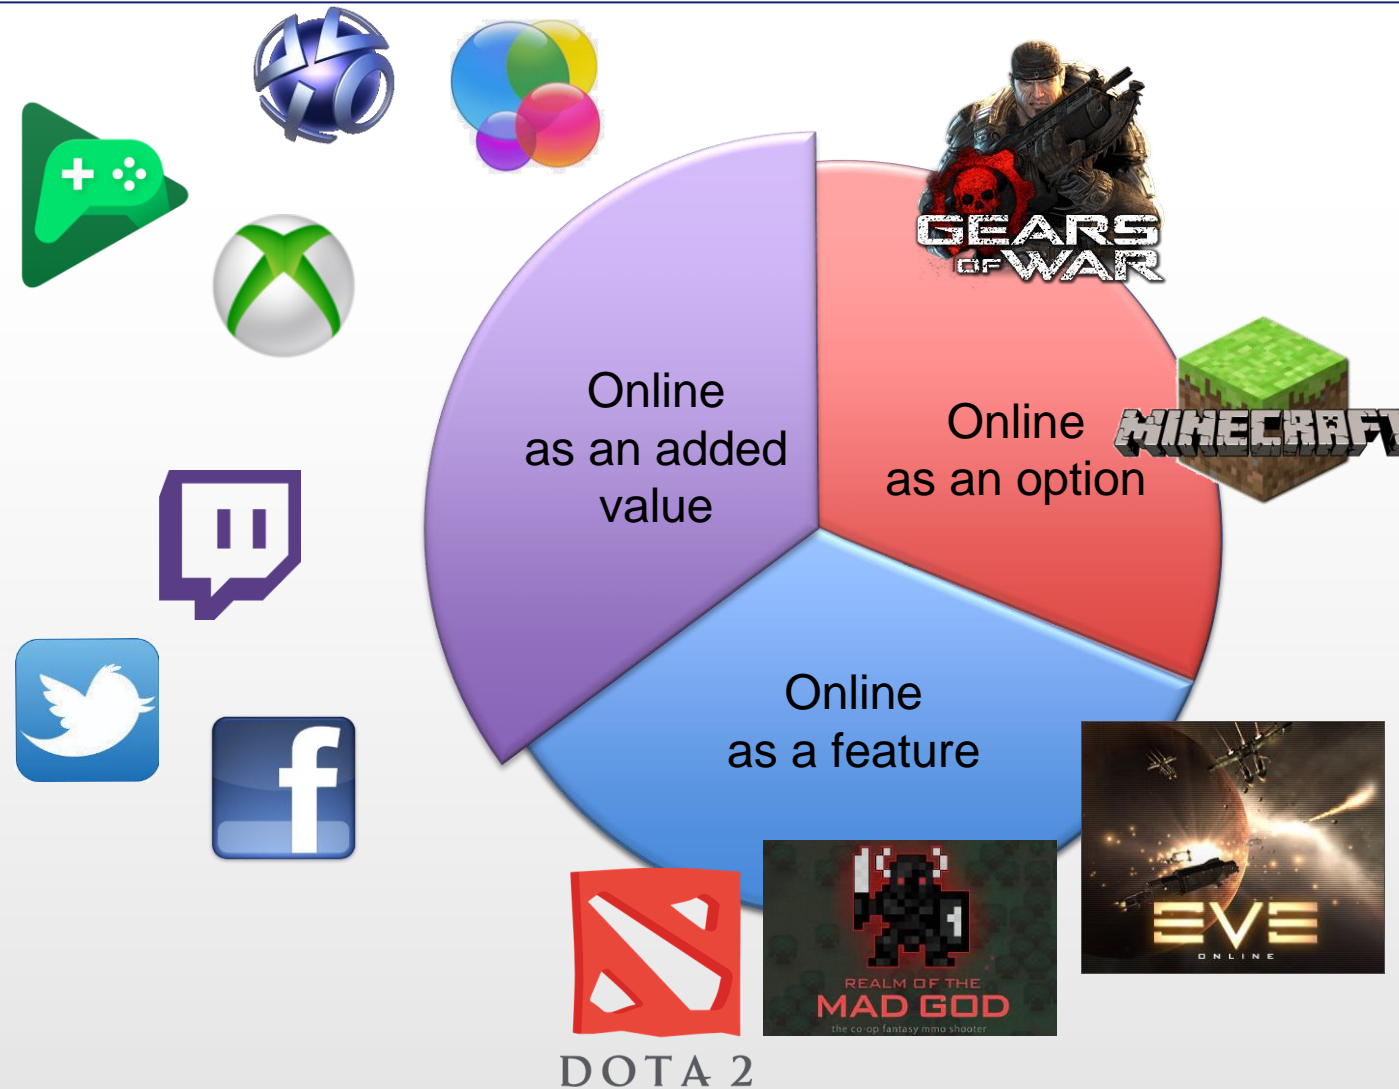 GEARS
OF WAR
Online
as an added
value
Online
as an option
MINECRAFT
Online
as a feature
f
EVE
ONLINE
REALM OF THE
MAD GOD
the co-op fantasy mmo shooter
DOTA 2